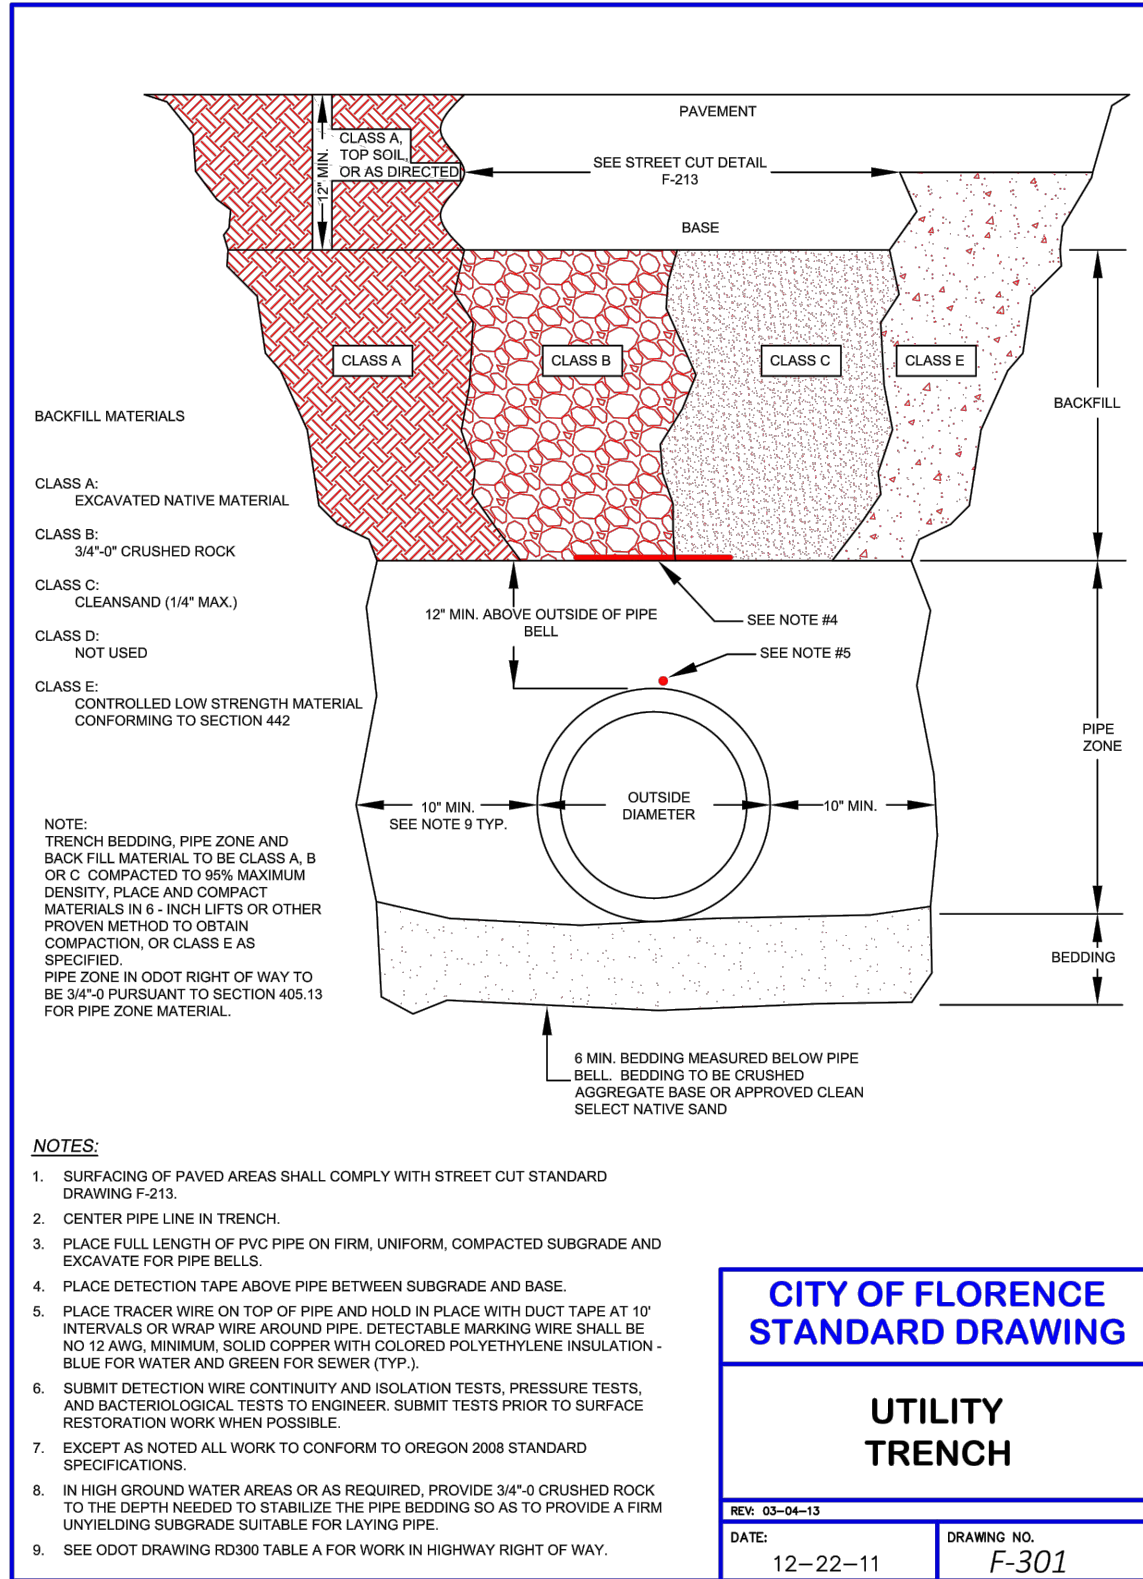 PAVEMENT
CLASS A,
TOP SOIL,
OR AS DIRECTED
12" MIN.
SEE STREET CUT DETAIL
F-213
BASE
CLASS A
CLASS B
CLASS C
CLASS E
BACKFILL
BACKFILL MATERIALS
CLASS A:
EXCAVATED NATIVE MATERIAL
CLASS B:
3/4"-0" CRUSHED ROCK
CLASS C:
CLEANSAND (1/4" MAX.)
CLASS D:
NOT USED
CLASS E:
CONTROLLED LOW STRENGTH MATERIAL
CONFORMING TO SECTION 442
12" MIN. ABOVE OUTSIDE OF PIPE
BELL
SEE NOTE #4
SEE NOTE #5
PIPE
ZONE
10" MIN.
SEE NOTE 9 TYP.
OUTSIDE
DIAMETER
10" MIN.
NOTE:
TRENCH BEDDING, PIPE ZONE AND
BACK FILL MATERIAL TO BE CLASS A, B
OR C COMPACTED TO 95% MAXIMUM
DENSITY, PLACE AND COMPACT
MATERIALS IN 6 - INCH LIFTS OR OTHER
PROVEN METHOD TO OBTAIN
COMPACTION, OR CLASS E AS
SPECIFIED.
PIPE ZONE IN ODOT RIGHT OF WAY TO
BE 3/4"-0 PURSUANT TO SECTION 405.13
FOR PIPE ZONE MATERIAL.
BEDDING
6 MIN. BEDDING MEASURED BELOW PIPE
BELL. BEDDING TO BE CRUSHED
AGGREGATE BASE OR APPROVED CLEAN
SELECT NATIVE SAND
NOTES:
1. SURFACING OF PAVED AREAS SHALL COMPLY WITH STREET CUT STANDARD
DRAWING F-213.
2. CENTER PIPE LINE IN TRENCH.
3. PLACE FULL LENGTH OF PVC PIPE ON FIRM, UNIFORM, COMPACTED SUBGRADE AND
EXCAVATE FOR PIPE BELLS.
4. PLACE DETECTION TAPE ABOVE PIPE BETWEEN SUBGRADE AND BASE.
5. PLACE TRACER WIRE ON TOP OF PIPE AND HOLD IN PLACE WITH DUCT TAPE AT 10'
INTERVALS OR WRAP WIRE AROUND PIPE. DETECTABLE MARKING WIRE SHALL BE
NO 12 AWG, MINIMUM, SOLID COPPER WITH COLORED POLYETHYLENE INSULATION -
BLUE FOR WATER AND GREEN FOR SEWER (TYP.).
6. SUBMIT DETECTION WIRE CONTINUITY AND ISOLATION TESTS, PRESSURE TESTS,
AND BACTERIOLOGICAL TESTS TO ENGINEER. SUBMIT TESTS PRIOR TO SURFACE
RESTORATION WORK WHEN POSSIBLE.
7. EXCEPT AS NOTED ALL WORK TO CONFORM TO OREGON 2008 STANDARD
SPECIFICATIONS.
8. IN HIGH GROUND WATER AREAS OR AS REQUIRED, PROVIDE 3/4"-0 CRUSHED ROCK
TO THE DEPTH NEEDED TO STABILIZE THE PIPE BEDDING SO AS TO PROVIDE A FIRM
UNYIELDING SUBGRADE SUITABLE FOR LAYING PIPE.
9. SEE ODOT DRAWING RD300 TABLE A FOR WORK IN HIGHWAY RIGHT OF WAY.
CITY OF FLORENCE
STANDARD DRAWING
UTILITY
TRENCH
REV: 03-04-13
DATE:
12-22-11
DRAWING NO.
F-301